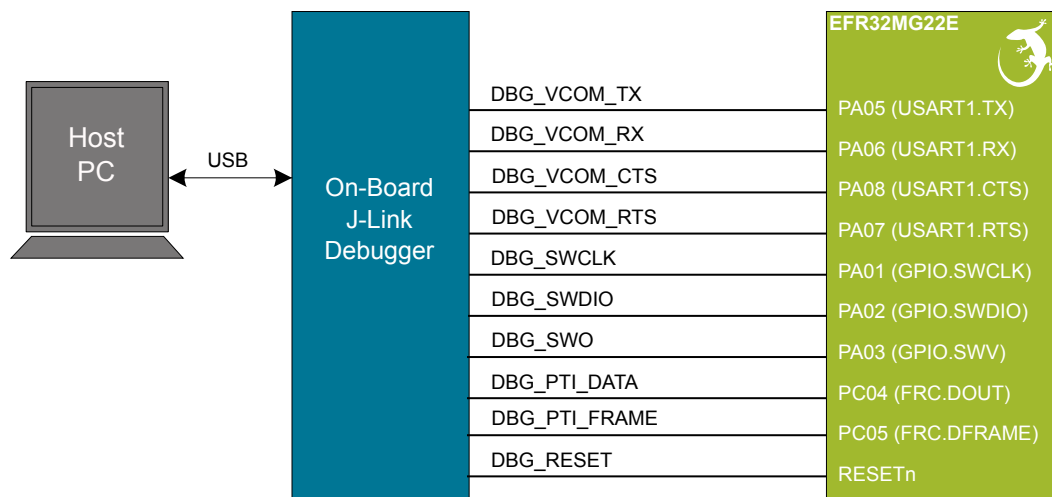 EFR32MG22E
Host
PC
USB
On-Board
J-Link
Debugger
DBG_VCOM_TX
PA05 (USART1.TX)
DBG_VCOM_RX
PA06 (USART1.RX)
DBG_VCOM_CTS
PA08 (USART1.CTS)
DBG_VCOM_RTS
PA07 (USART1.RTS)
DBG_SWCLK
PA01 (GPIO.SWCLK)
DBG_SWDIO
PA02 (GPIO.SWDIO)
DBG_SWO
PA03 (GPIO.SWV)
DBG_PTI_DATA
PC04 (FRC.DOUT)
DBG_PTI_FRAME
PC05 (FRC.DFRAME)
DBG_RESET
RESETn